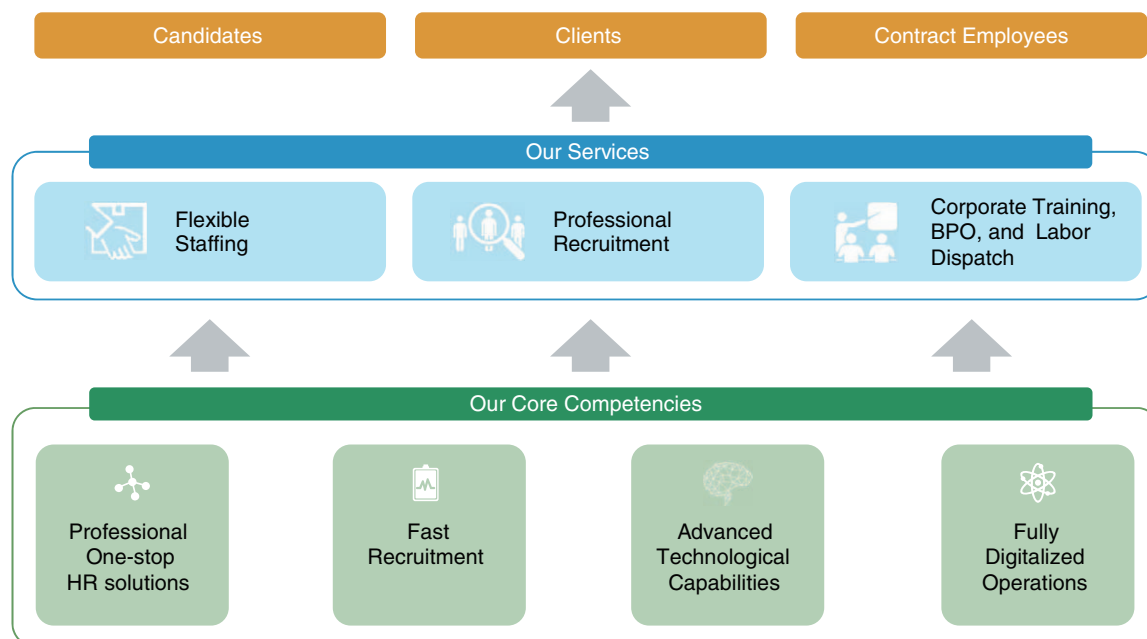 Candidates
Clients
Contract Employees
Our Services
Flexible
Staffing
Professional
Recruitment
Corporate Training,
BPO, and Labor
Dispatch
Our Core Competencies
Professional
One-stop
HR solutions
Fast
Recruitment
Advanced
Technological
Capabilities
Fully
Digitalized
Operations